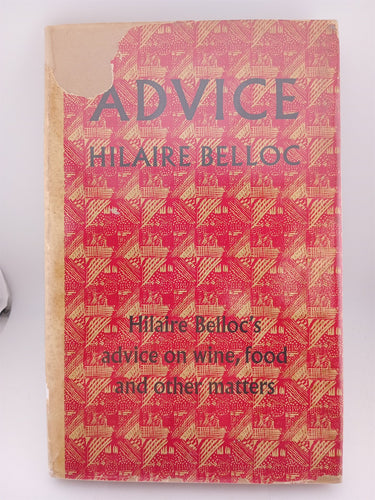 ADVICE
HILAIRE BELLOC
Hilaire Belloc's
advice on wine, food
and other matters